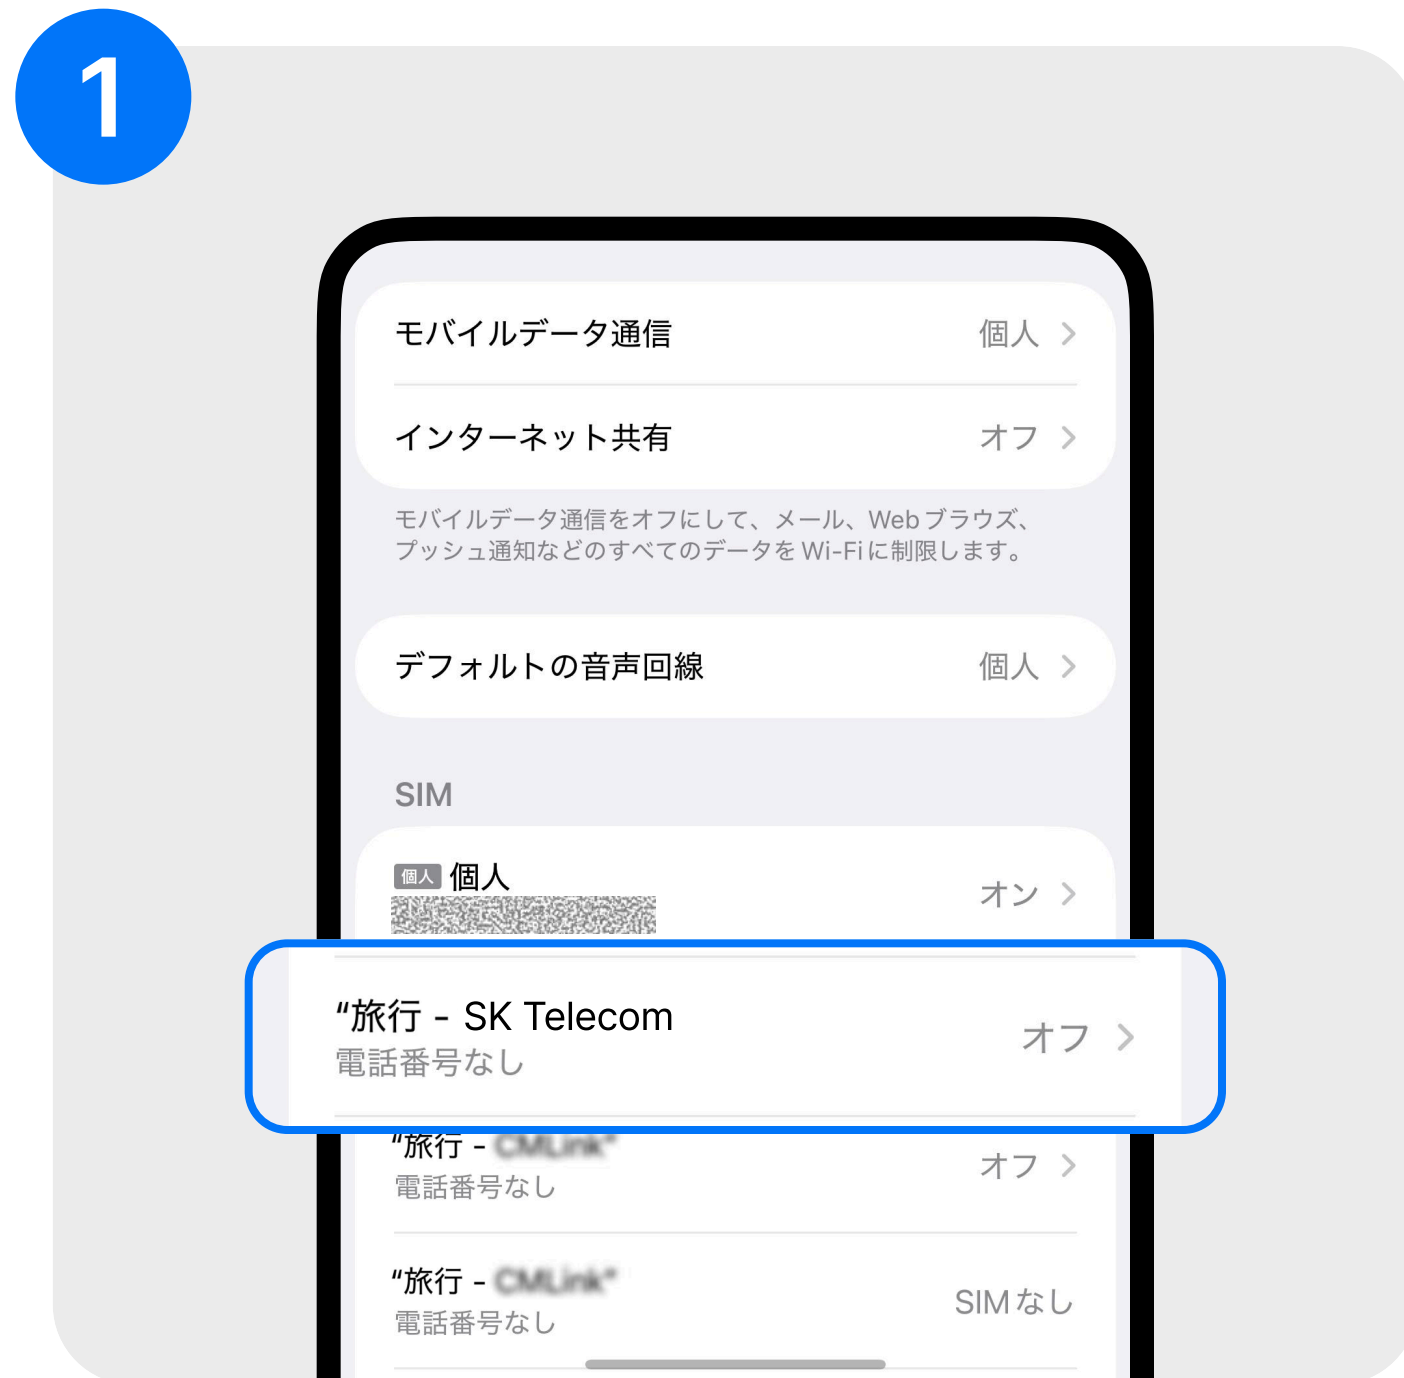 1
モバイルデータ通信 個人
インターネット共有 オフ
モバイルデータ通信をオフにして、メール、Webブラウズ、
プッシュ通知などのすべてのデータをWi-Fiに制限します。
デフォルトの音声回線 個人
SIM
個人 個人 オン
“旅行 - SK Telecom オフ
電話番号なし
“旅行 - CMLink” オフ
電話番号なし
“旅行 - CMLink” SIMなし
電話番号なし